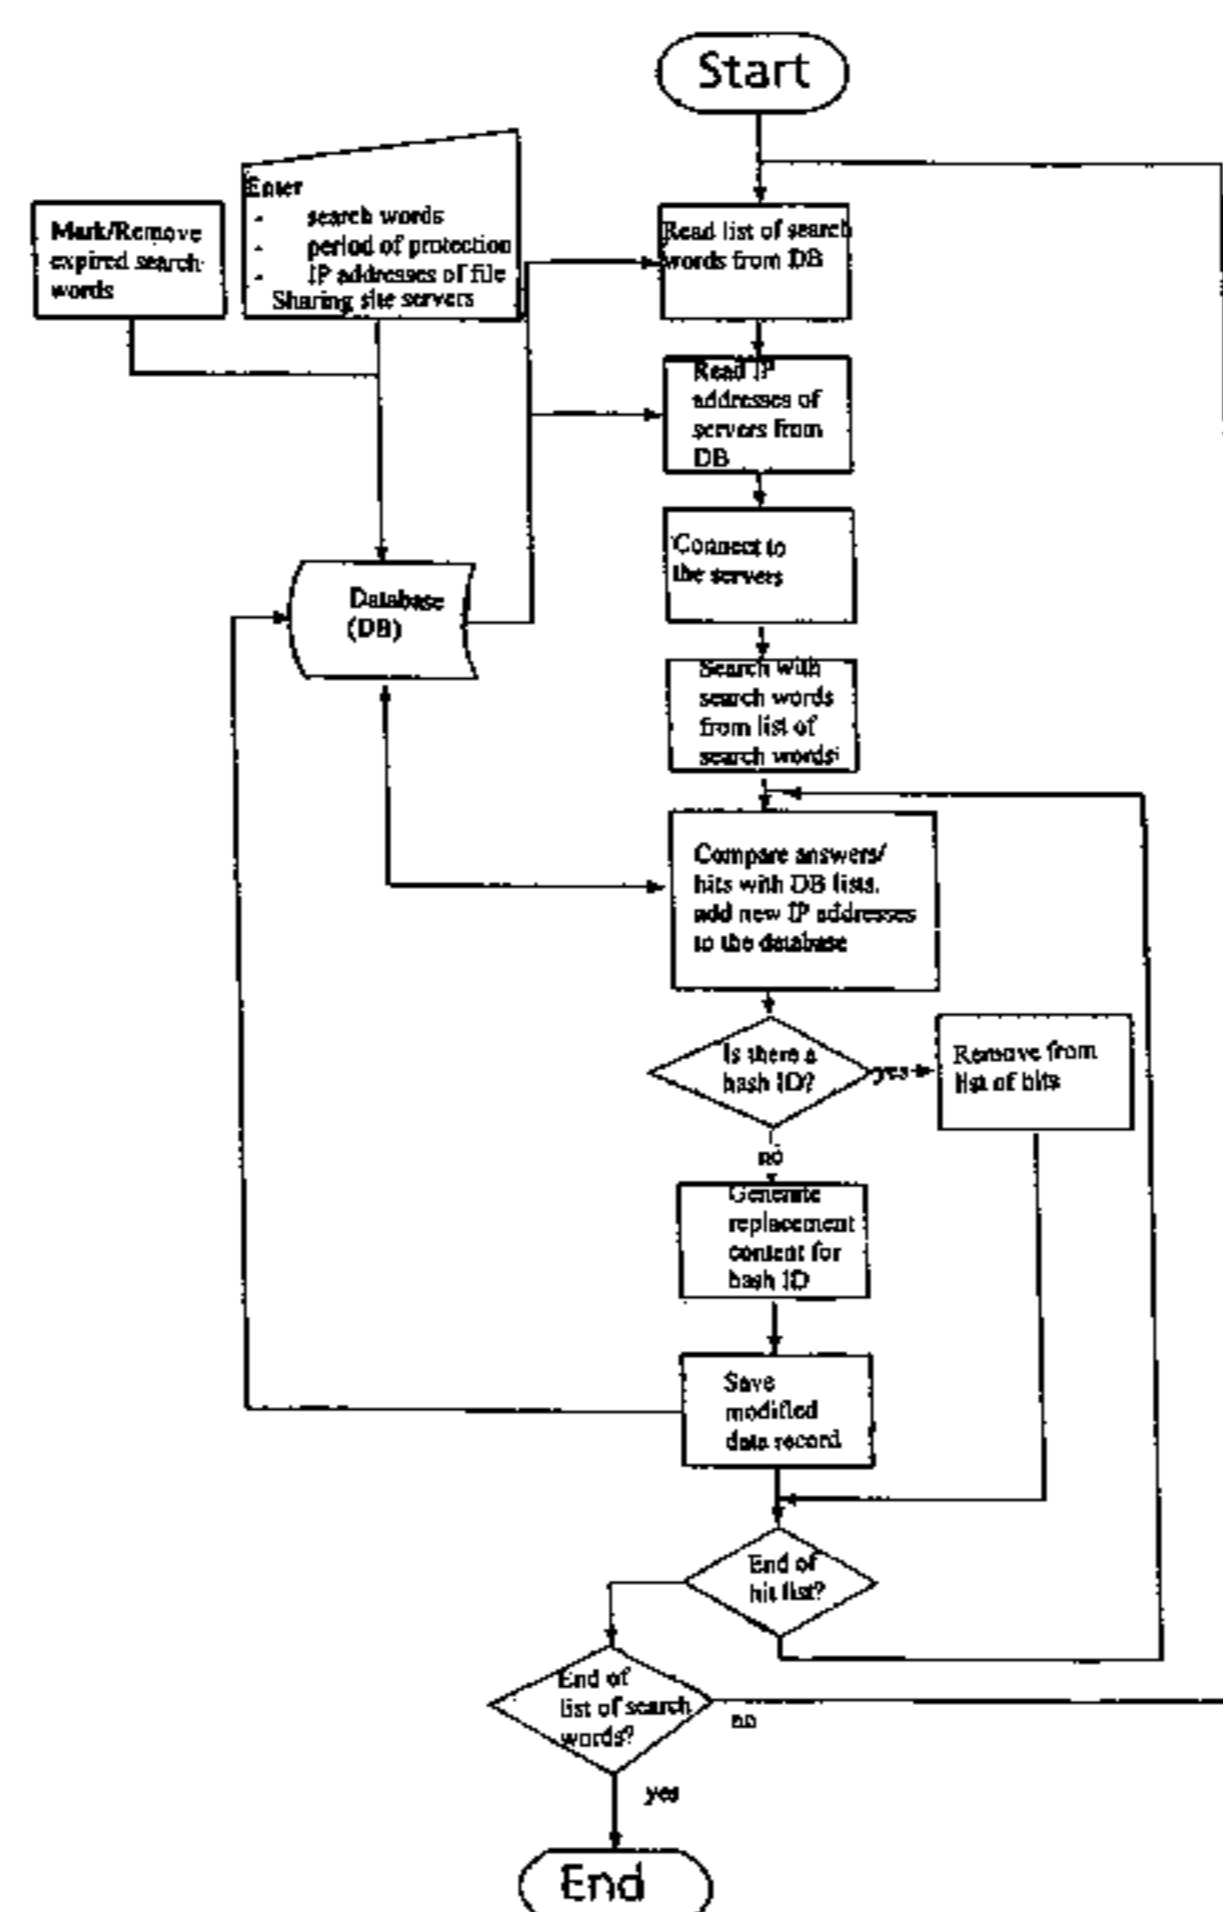 Start
Enter
- search words
- period of protection
- IP addresses of file
Sharing site servers
Mark/Remove
expired search
words
Read list of search
words from DB
Read IP
addresses of
servers from
DB
Connect to
the servers
Database
(DB)
Search with
search words
from list of
search words
Compare answers/
hits with DB lists,
add new IP addresses
to the database
Is there a
hash ID?
yes
Remove from
list of hits
no
Generate
replacement
content for
hash ID
Save
modified
data record
End of
hit list?
End of
list of search
words?
no
yes
End